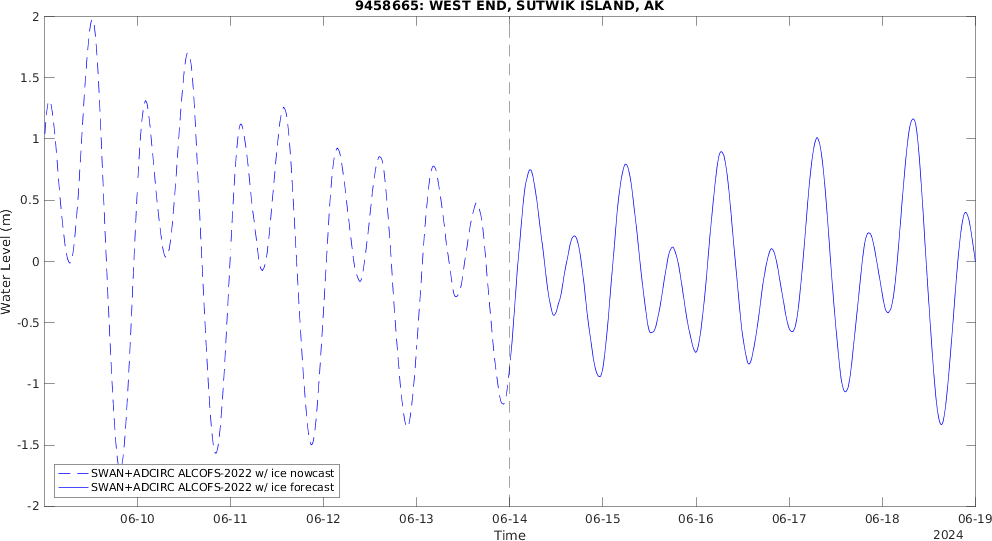 9458665: WEST END, SUTWIK ISLAND, AK
2
1.5
1
0.5
0
-0.5
-1
-1.5
-2
Water Level (m)
SWAN+ADCIRC ALCOFS-2022 w/ ice nowcast
SWAN+ADCIRC ALCOFS-2022 w/ ice forecast
06-10 06-11 06-12 06-13 06-14 06-15 06-16 06-17 06-18 06-19
Time
2024